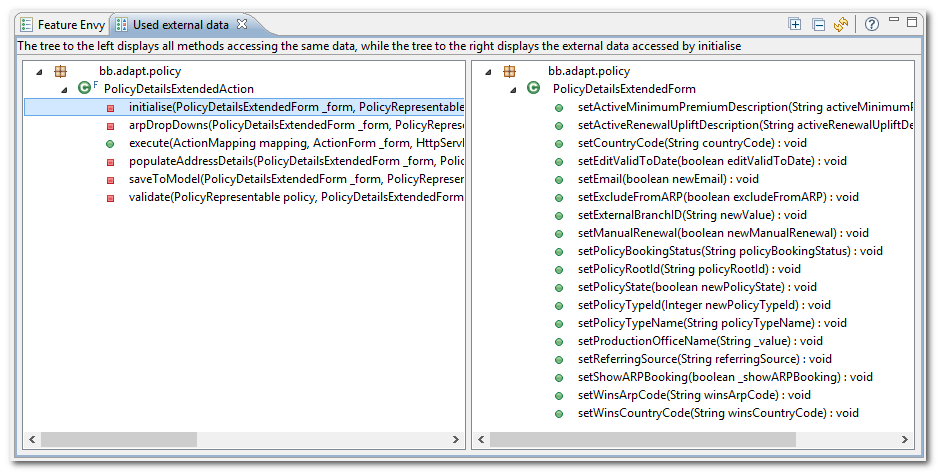 Feature Envy
Used external data
The tree to the left displays all methods accessing the same data, while the tree to the right displays the external data accessed by initialise
bb.adapt.policy
F PolicyDetailsExtendedAction
initialise(PolicyDetailsExtendedForm _form, PolicyRepresentable
arpDropDowns(PolicyDetailsExtendedForm _form, PolicyRepres
execute(ActionMapping mapping, ActionForm _form, HttpServl
populateAddressDetails(PolicyDetailsExtendedForm _form, Polic
saveToModel(PolicyDetailsExtendedForm _form, PolicyRepreser
validate(PolicyRepresentable policy, PolicyDetailsExtendedForm
bb.adapt.policy
PolicyDetailsExtendedForm
setActiveMinimumPremiumDescription(String activeMinimumP
setActiveRenewalUpliftDescription(String activeRenewalUpliftDe
setCountryCode(String countryCode) : void
setEditValidToDate(boolean editValidToDate) : void
setEmail(boolean newEmail) : void
setExcludeFromARP(boolean excludeFromARP) : void
setExternalBranchID(String newValue) : void
setManualRenewal(boolean newManualRenewal) : void
setPolicyBookingStatus(String policyBookingStatus) : void
setPolicyRootId(String policyRootId) : void
setPolicyState(boolean newPolicyState) : void
setPolicyTypeId(Integer newPolicyTypeId) : void
setPolicyTypeName(String policyTypeName) : void
setProductionOfficeName(String _value) : void
setReferringSource(String referringSource) : void
setShowARPBooking(boolean _showARPBooking) : void
setWinsArpCode(String winsArpCode) : void
setWinsCountryCode(String winsCountryCode) : void